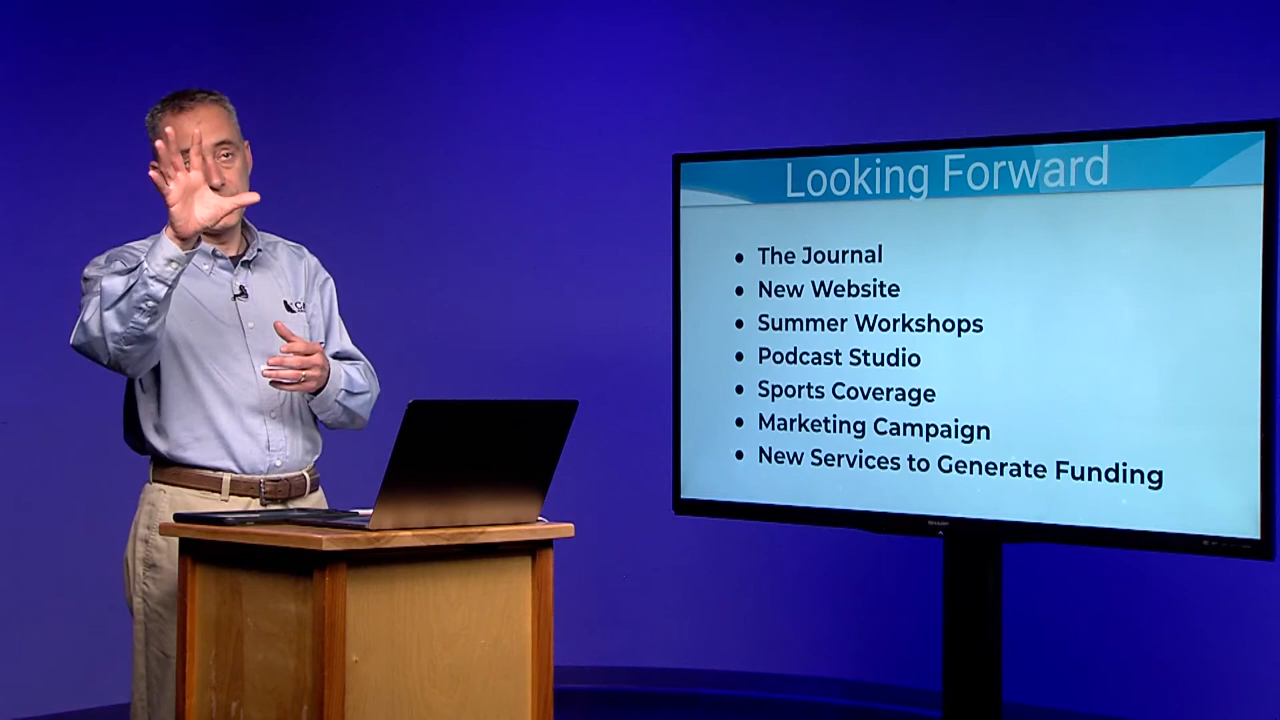 Looking Forward
• The Journal
• New Website
• Summer Workshops
• Podcast Studio
• Sports Coverage
• Marketing Campaign
• New Services to Generate Funding